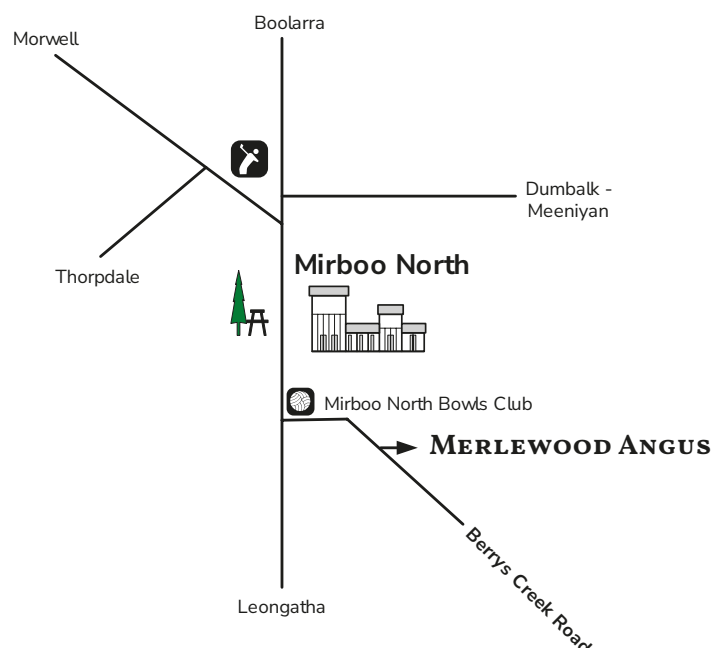 Boolarra
Morwell
Dumbalk -
Meeniyan
Mirboo North
Thorpdale
Mirboo North Bowls Club
Merlewood Angus
Berrys Creek Road
Leongatha